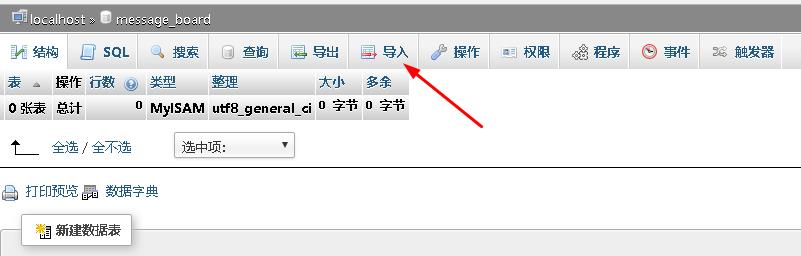 localhost » message_board
结构 SQL 搜索 查询 导出 导入 操作 权限 程序 事件 触发器
表 操作 行数 类型 整理 大小 多余
0 张表 总计 0 MyISAM utf8_general_ci 0 字节 0 字节
全选 / 全不选 选中项:
打印预览 数据字典
新建数据表